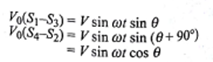 V₀(S₁–S₃) = V sin ωt sin θ
V₀(S₄–S₂) = V sin ωt sin (θ + 90°)
= V sin ωt cos θ